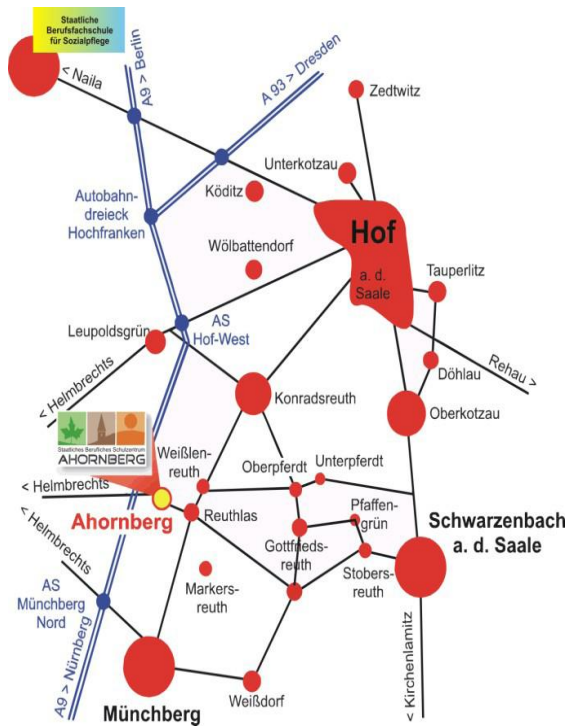 Staatliche
Berufsfachschule
für Sozialpflege
< Naila
A9 > Berlin
A 93 > Dresden
Zedtwitz
Unterkotzau
Ködítz
Autobahn-
dreieck
Hochfranken
Hof
a. d.
Saale
Wölbattendorf
Tauperlitz
Leupoldsgrün
AS
Hof-West
Döhlau
Rehau >
< Helmbrechts
Konradsreuth
Oberkotzau
Staatliches Berufliches Schulzentrum
AHORNBERG
Weißlen-
reuth
Oberpferdt
Unterpferdt
< Helmbrechts
Ahornberg
Reuthlas
Pfaffen-
grün
Schwarzenbach
a. d. Saale
< Helmbrechts
Gottfrieds-
reuth
Stobers-
reuth
Markers-
reuth
AS
Münchberg
Nord
A9 > Nürnberg
Münchberg
Weißdorf
< Kirchenlamitz